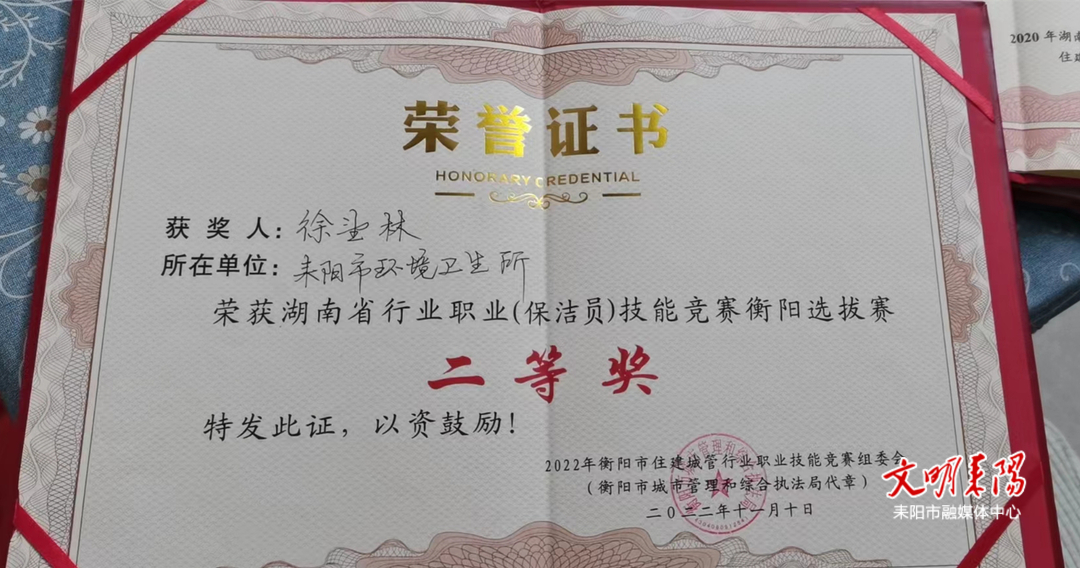 荣誉证书
HONORARY CREDENTIAL
获奖人：徐圣林
所在单位：耒阳市环境卫生所
荣获湖南省行业职业(保洁员)技能竞赛衡阳选拔赛
二等奖
特发此证，以资鼓励！
2022年衡阳市住建城管行业职业技能竞赛组委会
（衡阳市城市管理和综合执法局代章）
二〇二二年十一月十日
2020年湖南
住建
文明耒陽
耒阳市融媒体中心